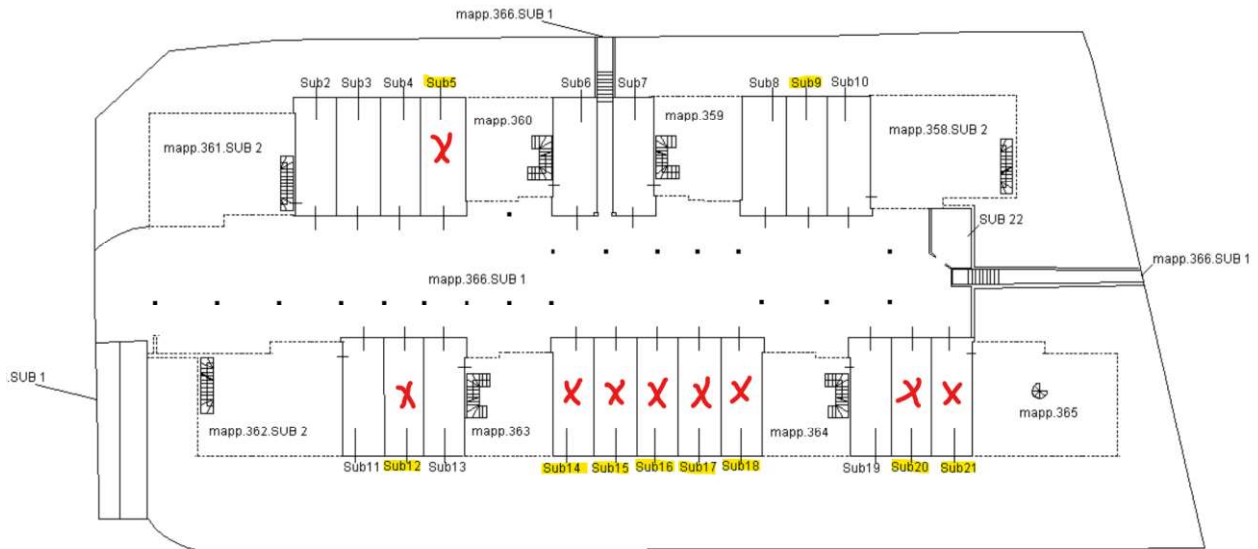 mapp.366.SUB 1
Sub2 Sub3 Sub4 Sub5 Sub6 Sub7 Sub8 Sub9 Sub10
mapp.360
mapp.359
mapp.361.SUB 2
mapp.358.SUB 2
SUB 22
mapp.366.SUB 1
mapp.366.SUB 1
.SUB 1
mapp.365
mapp.362.SUB 2
mapp.363
mapp.364
Sub11 Sub12 Sub13 Sub14 Sub15 Sub16 Sub17 Sub18 Sub19 Sub20 Sub21